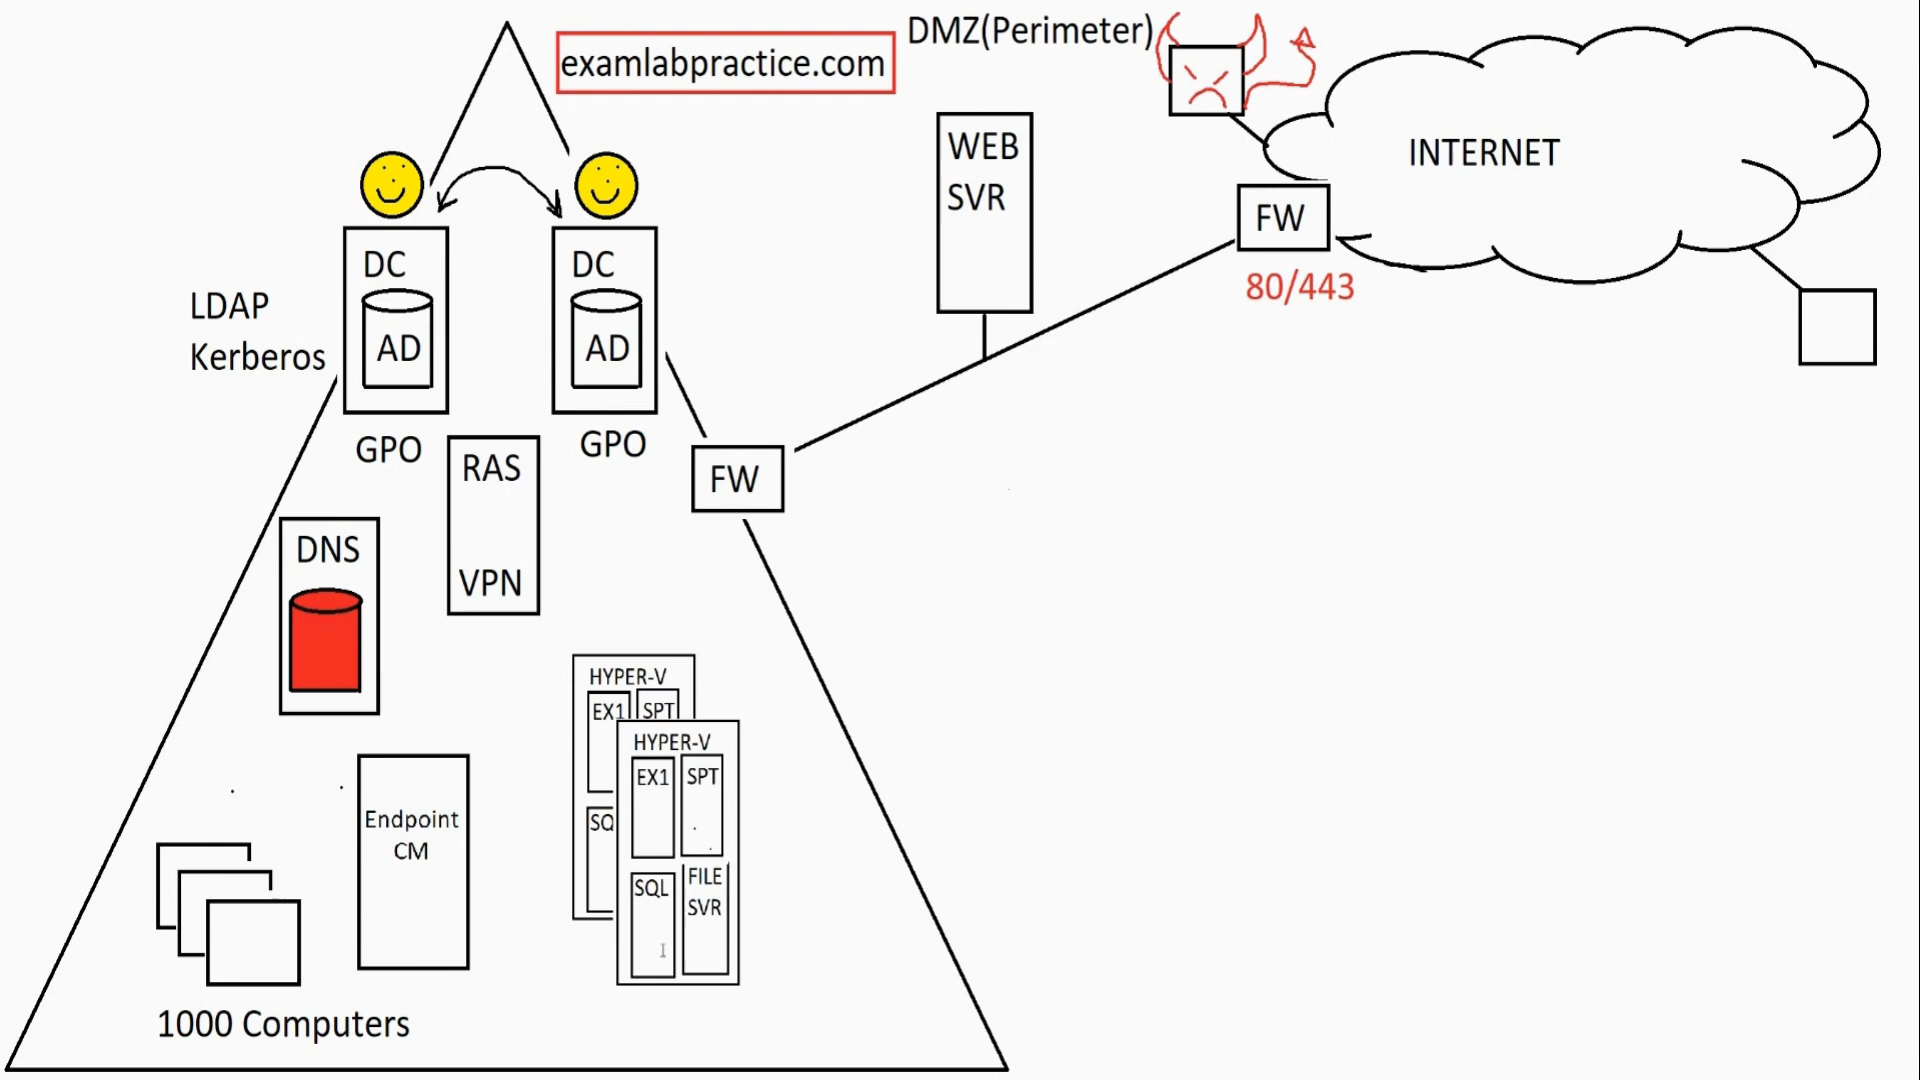 examlabpractice.com
DMZ(Perimeter)
INTERNET
WEB
SVR
FW
80/443
DC
AD
DC
AD
LDAP
Kerberos
GPO
GPO
RAS
VPN
FW
DNS
HYPER-V
EX1
SPT
SQ
HYPER-V
EX1
SPT
SQL
FILE
SVR
Endpoint
CM
1000 Computers